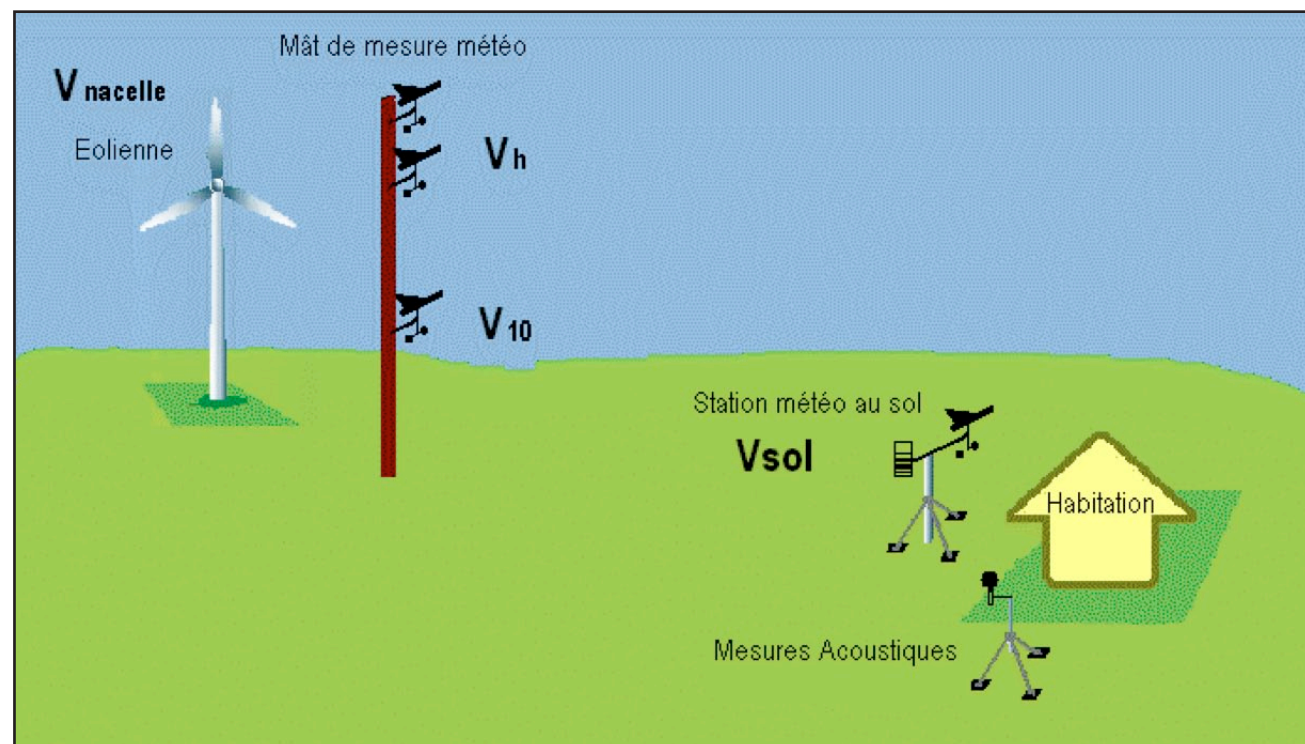 Mât de mesure météo
V nacelle
Eolienne
Vh
V10
Station météo au sol
Vsol
Habitation
Mesures Acoustiques